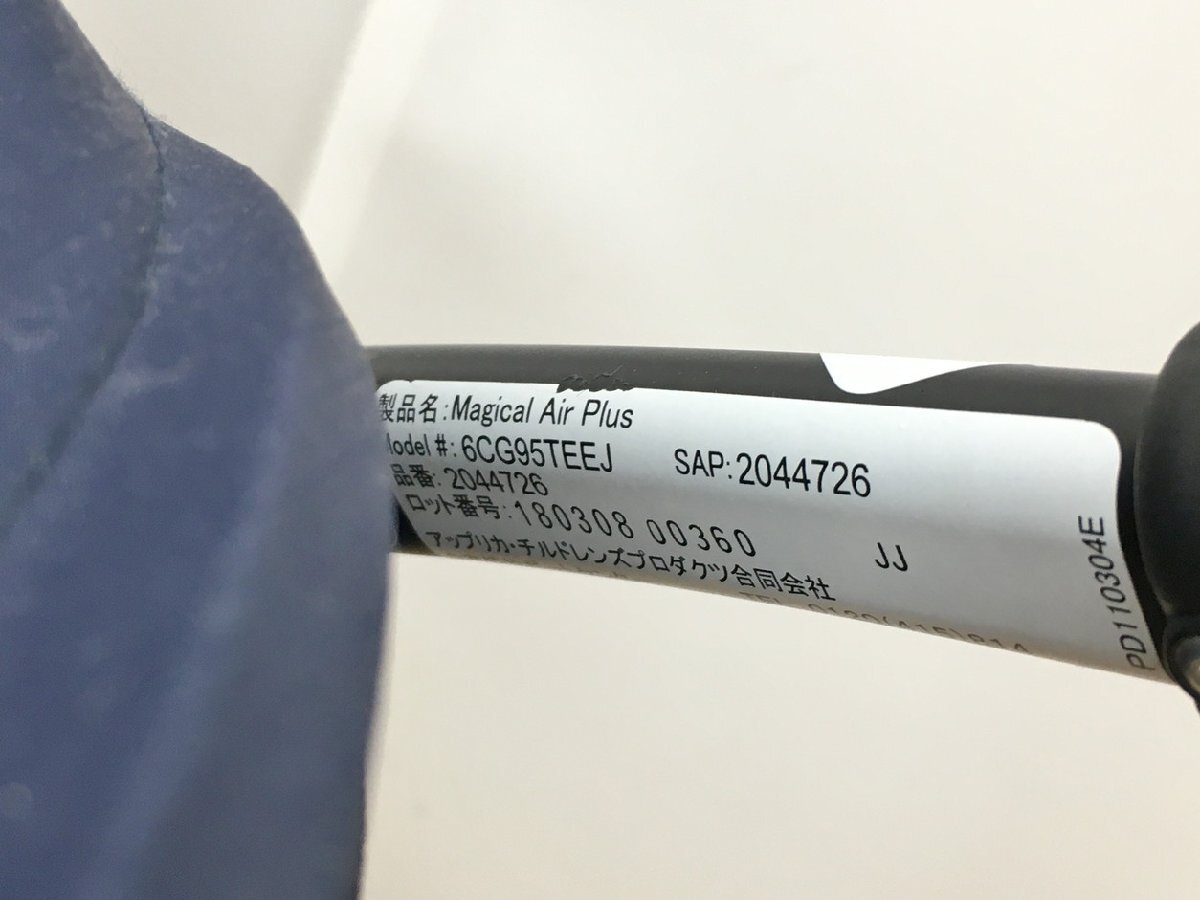 製品名:Magical Air Plus
Model #: 6CG95TEEJ SAP: 2044726
品番: 2044726
ロット番号: 180308 00360 JJ
アップリカ・チルドレンズプロダクツ合同会社
PD110304E